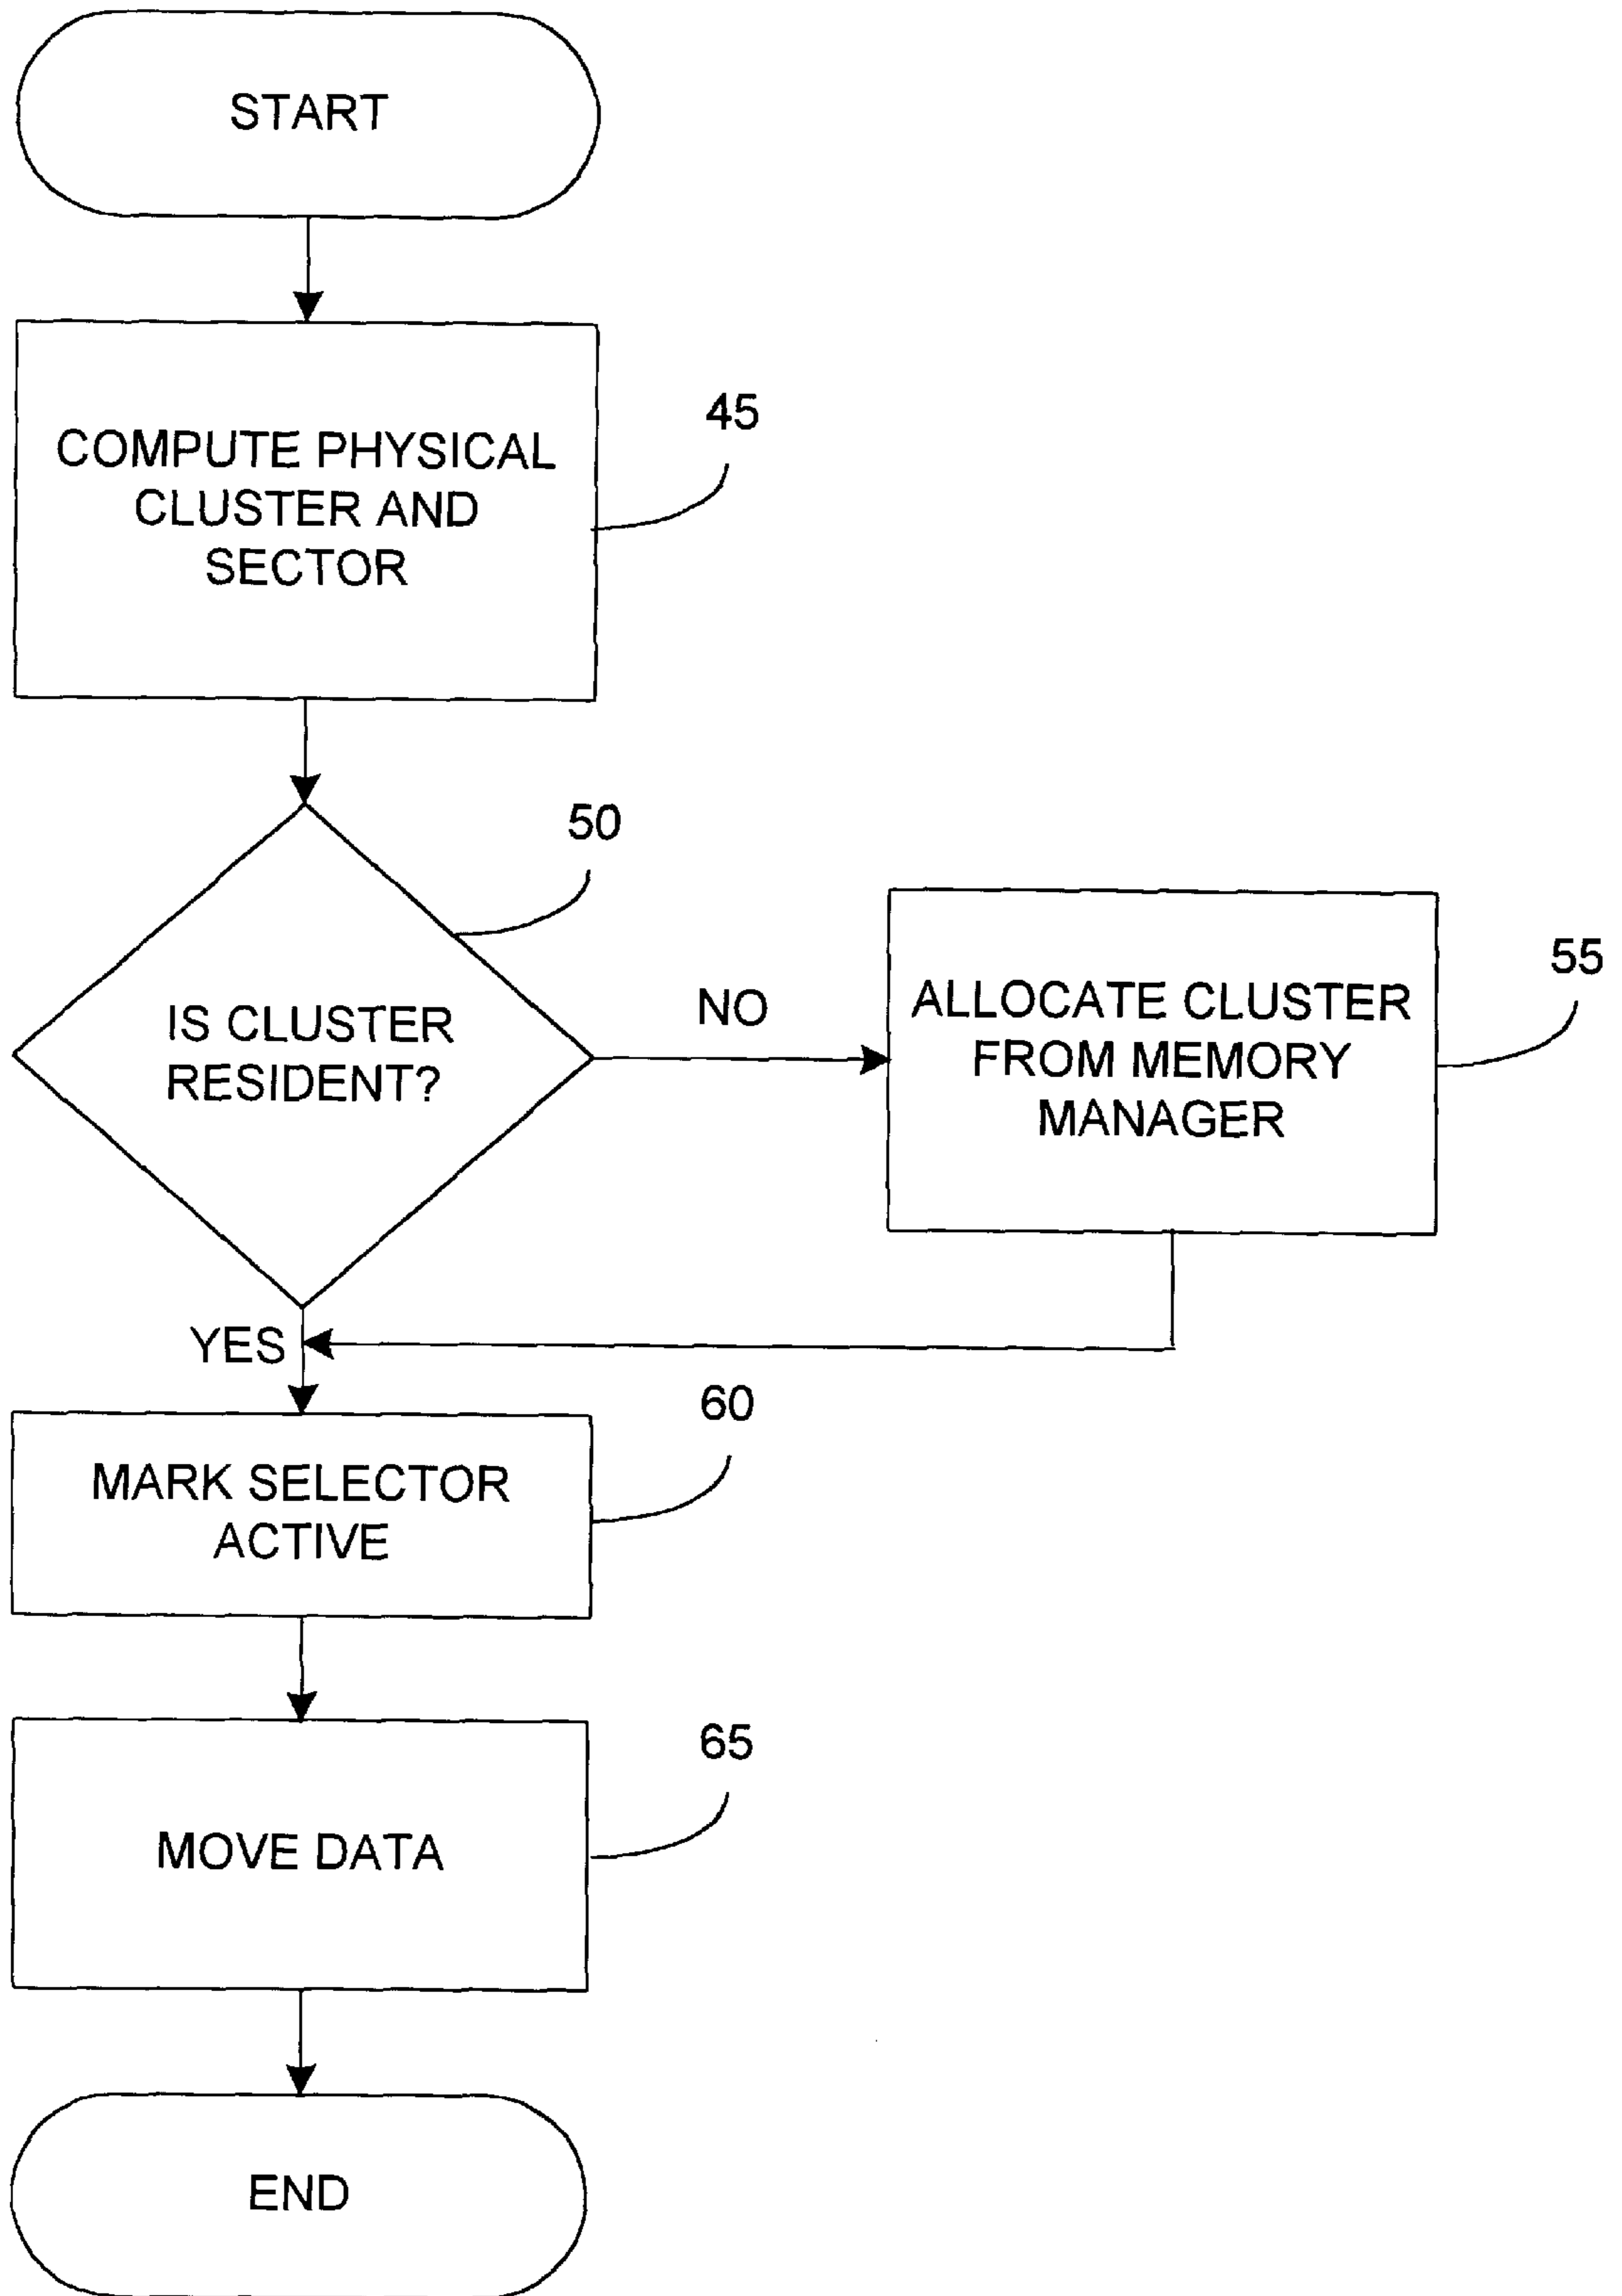 START
COMPUTE PHYSICAL
CLUSTER AND
SECTOR
45
IS CLUSTER
RESIDENT?
50
NO
ALLOCATE CLUSTER
FROM MEMORY
MANAGER
55
YES
MARK SELECTOR
ACTIVE
60
MOVE DATA
65
END